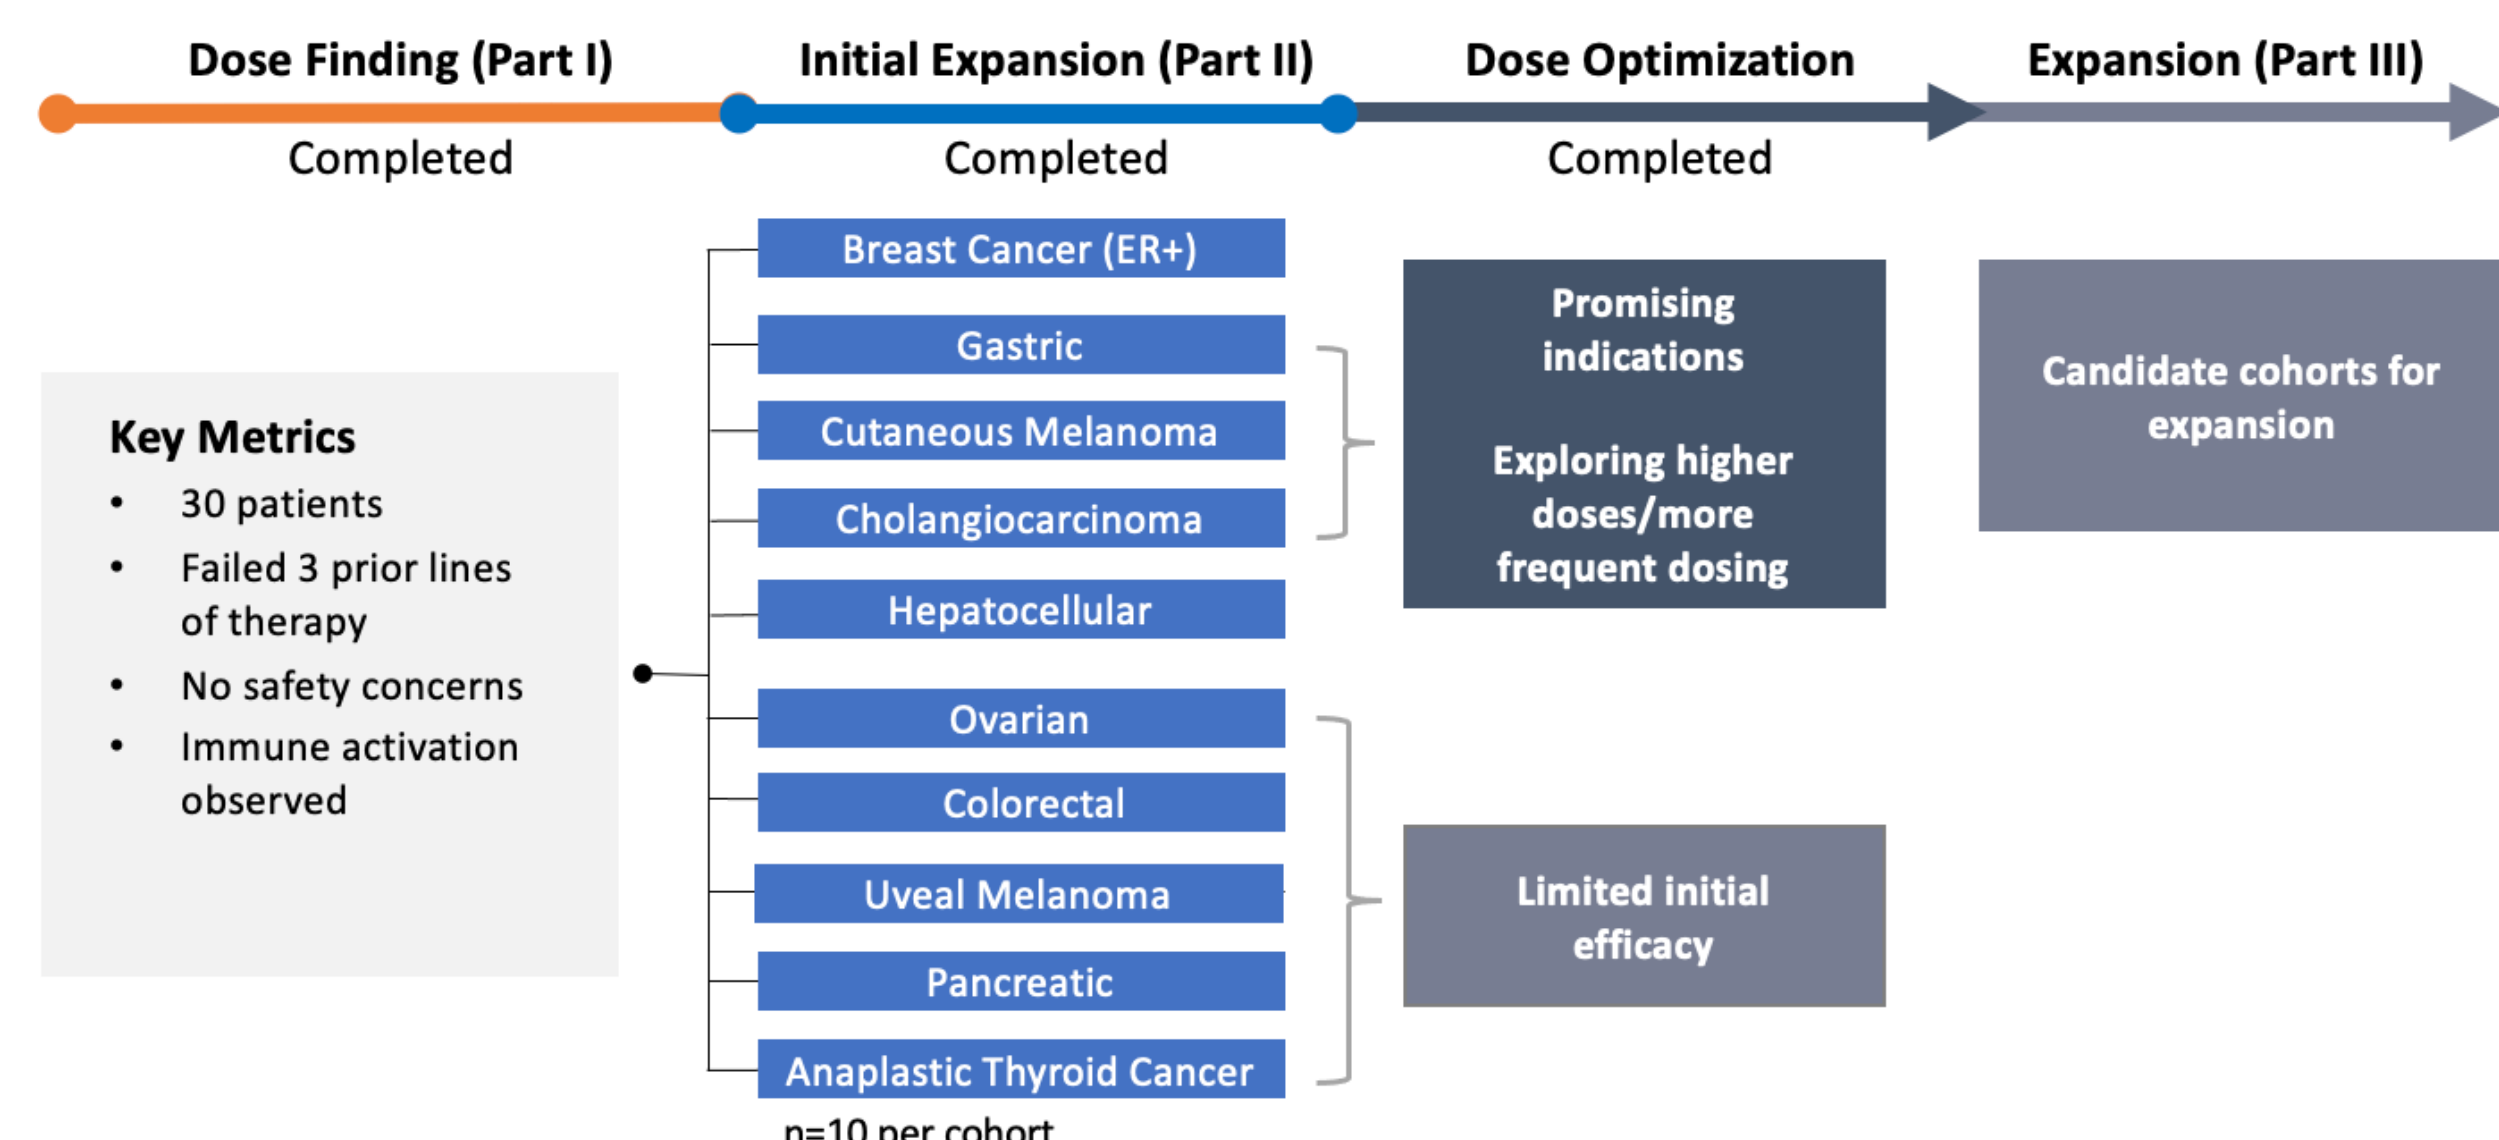 Dose Finding (Part I)
Initial Expansion (Part II)
Dose Optimization
Expansion (Part III)
Completed
Completed
Completed
Key Metrics
• 30 patients
• Failed 3 prior lines
of therapy
• No safety concerns
• Immune activation
observed
Breast Cancer (ER+)
Gastric
Cutaneous Melanoma
Cholangiocarcinoma
Hepatocellular
Ovarian
Colorectal
Uveal Melanoma
Pancreatic
Anaplastic Thyroid Cancer
n=10 per cohort
Promising
indications
Exploring higher
doses/more
frequent dosing
Limited initial
efficacy
Candidate cohorts for
expansion